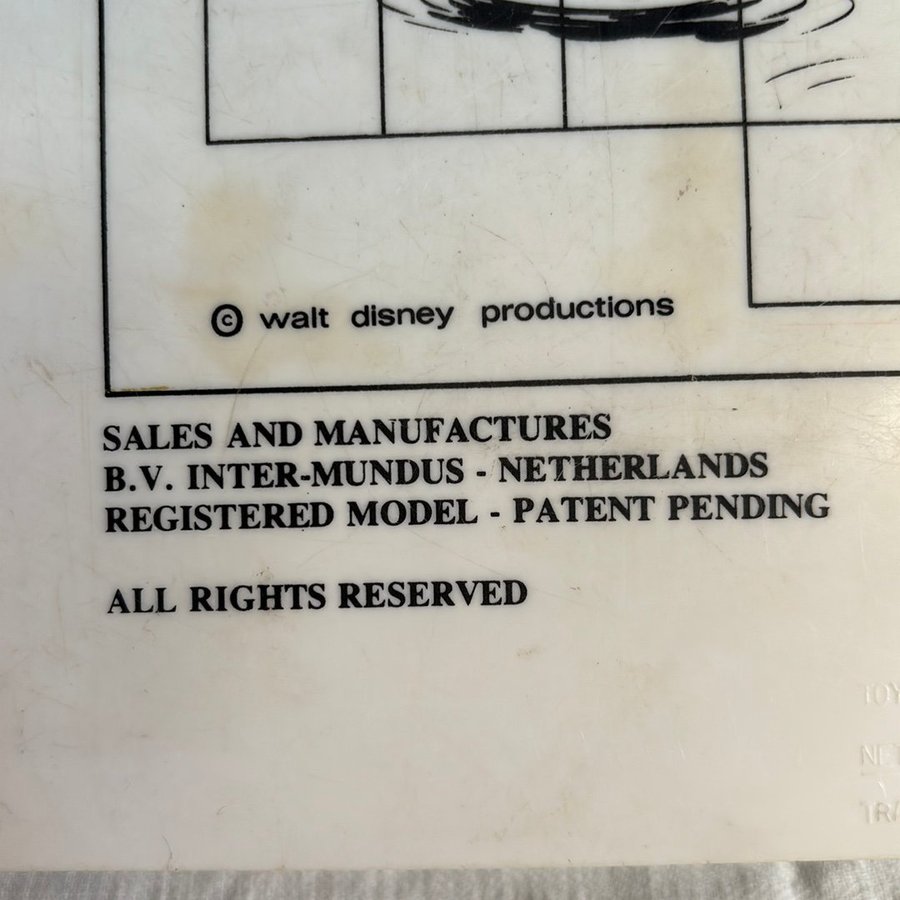 © walt disney productions
SALES AND MANUFACTURES
B.V. INTER-MUNDUS - NETHERLANDS
REGISTERED MODEL - PATENT PENDING
ALL RIGHTS RESERVED